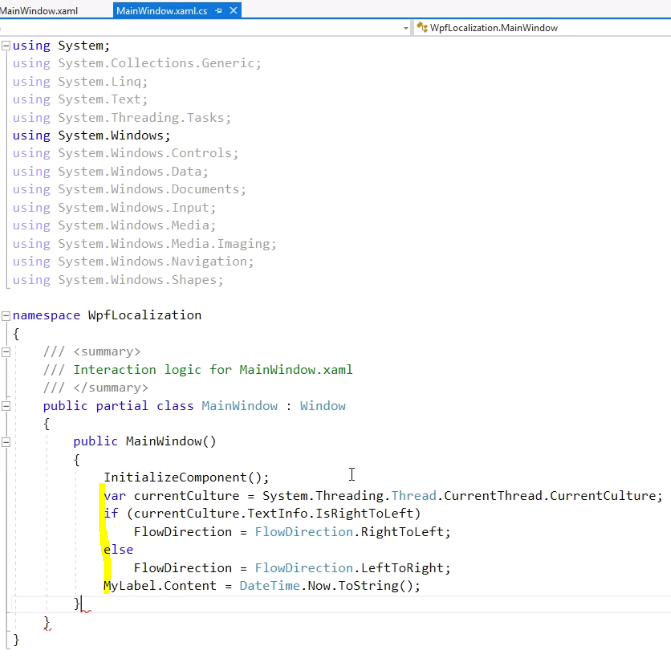 MainWindow.xaml
MainWindow.xaml.cs
WpfLocalization.MainWindow
using System;
using System.Collections.Generic;
using System.Linq;
using System.Text;
using System.Threading.Tasks;
using System.Windows;
using System.Windows.Controls;
using System.Windows.Data;
using System.Windows.Documents;
using System.Windows.Input;
using System.Windows.Media;
using System.Windows.Media.Imaging;
using System.Windows.Navigation;
using System.Windows.Shapes;
namespace WpfLocalization
{
/// <summary>
/// Interaction logic for MainWindow.xaml
/// </summary>
public partial class MainWindow : Window
{
public MainWindow()
{
InitializeComponent();
var currentCulture = System.Threading.Thread.CurrentThread.CurrentCulture;
if (currentCulture.TextInfo.IsRightToLeft)
FlowDirection = FlowDirection.RightToLeft;
else
FlowDirection = FlowDirection.LeftToRight;
MyLabel.Content = DateTime.Now.ToString();
}
}
}